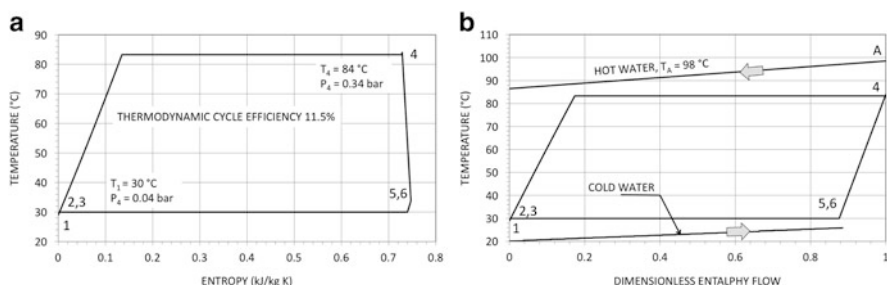 a
90
80
70
60
50
40
30
20
TEMPERATURE (°C)
4
T4 = 84 °C
P4 = 0.34 bar
THERMODYNAMIC CYCLE EFFICIENCY 11.5%
T1 = 30 °C
P4 = 0.04 bar
2,3
5,6
1
0 0.1 0.2 0.3 0.4 0.5 0.6 0.7 0.8
ENTROPY (kJ/kg K)
b
110
100
90
80
70
60
50
40
30
20
TEMPERATURE (°C)
HOT WATER, TA = 98 °C
A
4
COLD WATER
2,3
5,6
1
0 0.2 0.4 0.6 0.8 1
DIMENSIONLESS ENTALPHY FLOW